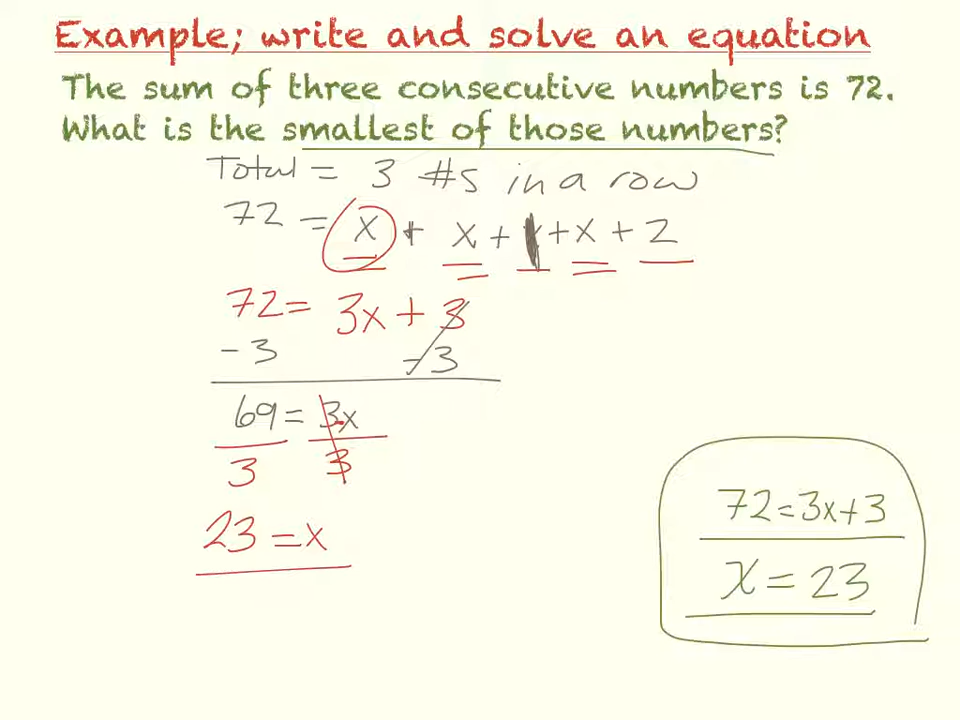 Example; write and solve an equation
The sum of three consecutive numbers is 72.
What is the smallest of those numbers?
Total = 3 #s in a row
72 = x + x + 1 + x + 2
72 = 3x + 3
- 3 - 3
69 = 3x
3 3
23 = x
72 = 3x + 3
x = 23